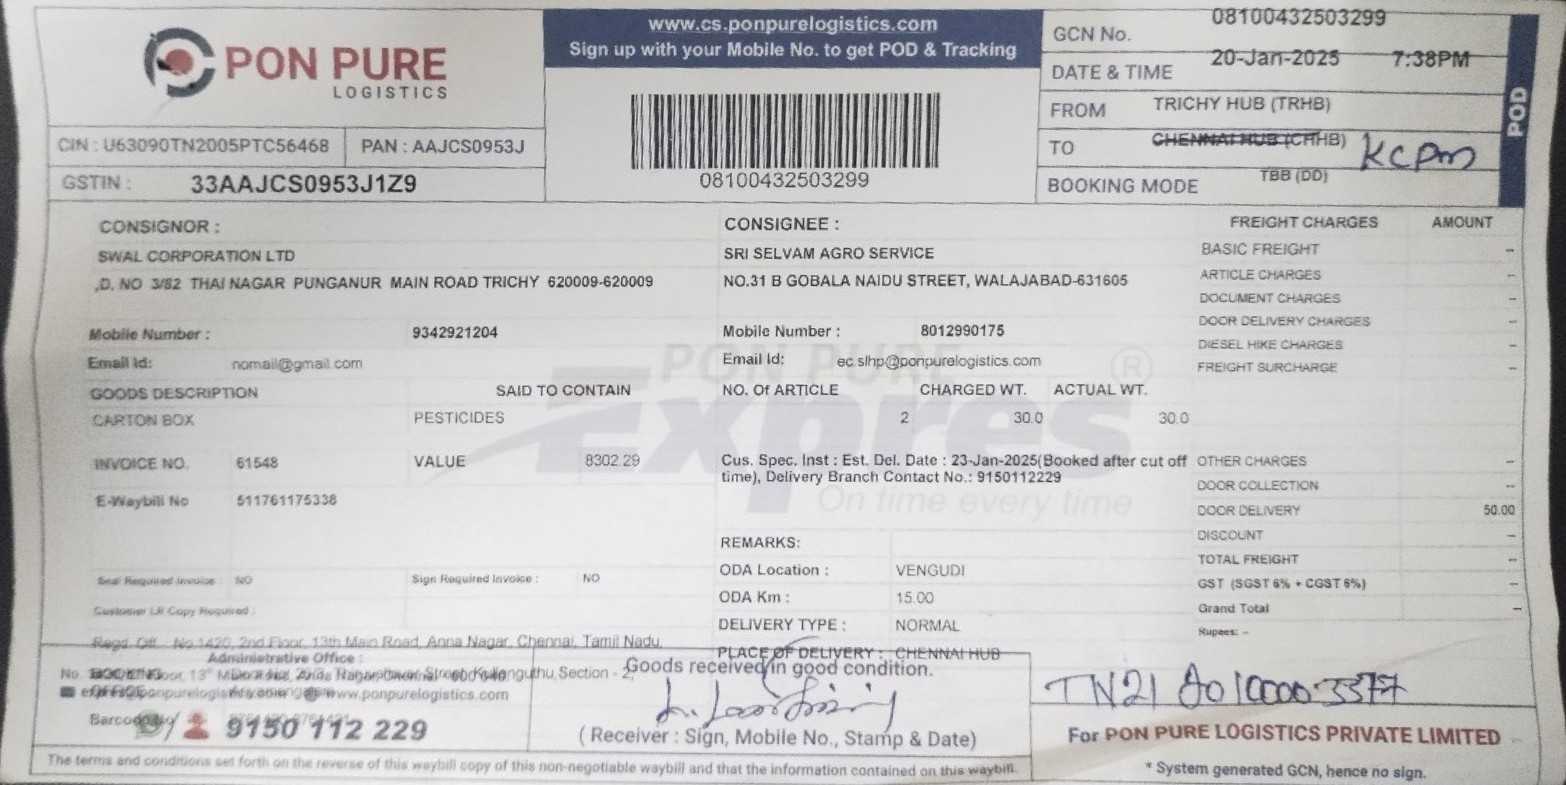 PON PURE
LOGISTICS
www.cs.ponpurelogistics.com
Sign up with your Mobile No. to get POD & Tracking
08100432503299
GCN No. 08100432503299
DATE & TIME 20-Jan-2025 7:38PM
FROM TRICHY HUB (TRHB)
TO CHENNAI HUB (CHHB) KCPM
BOOKING MODE TBB (DD)
POD
CIN : U63090TN2005PTC56468 PAN : AAJCS0953J
GSTIN : 33AAJCS0953J1Z9
CONSIGNOR :
SWAL CORPORATION LTD
,D. NO 3/82 THAI NAGAR PUNGANUR MAIN ROAD TRICHY 620009-620009
Mobile Number : 9342921204
Email Id: nomail@gmail.com
CONSIGNEE :
SRI SELVAM AGRO SERVICE
NO.31 B GOBALA NAIDU STREET, WALAJABAD-631605
Mobile Number : 8012990175
Email Id: ec.slhp@ponpurelogistics.com
FREIGHT CHARGES AMOUNT
BASIC FREIGHT --
ARTICLE CHARGES --
DOCUMENT CHARGES --
DOOR DELIVERY CHARGES --
DIESEL HIKE CHARGES --
FREIGHT SURCHARGE --
PON PURE
Expres ®
On time every time
GOODS DESCRIPTION SAID TO CONTAIN NO. Of ARTICLE CHARGED WT. ACTUAL WT.
CARTON BOX PESTICIDES 2 30.0 30.0
INVOICE NO. 61548 VALUE 8302.29
E-Waybill No 511761175338
Cus. Spec. Inst : Est. Del. Date : 23-Jan-2025(Booked after cut off
time), Delivery Branch Contact No.: 9150112229
OTHER CHARGES --
DOOR COLLECTION --
DOOR DELIVERY 50.00
DISCOUNT --
TOTAL FREIGHT --
GST (SGST 6% + CGST 6%) --
Grand Total --
Rupees: --
REMARKS:
ODA Location : VENGUDI
ODA Km : 15.00
DELIVERY TYPE : NORMAL
PLACE OF DELIVERY : CHENNAI HUB
Seal Required Invoice : NO Sign Required Invoice : NO
Customer LR Copy Required :
Regd. Off. : No.1420, 2nd Floor, 13th Main Road, Anna Nagar, Chennai, Tamil Nadu,
Administrative Office :
www.ponpurelogistics.com
9150 112 229
Goods received in good condition.
(Receiver : Sign, Mobile No., Stamp & Date)
For PON PURE LOGISTICS PRIVATE LIMITED
* System generated GCN, hence no sign.
The terms and conditions set forth on the reverse of this waybill copy of this non-negotiable waybill and that the information contained on this waybill.